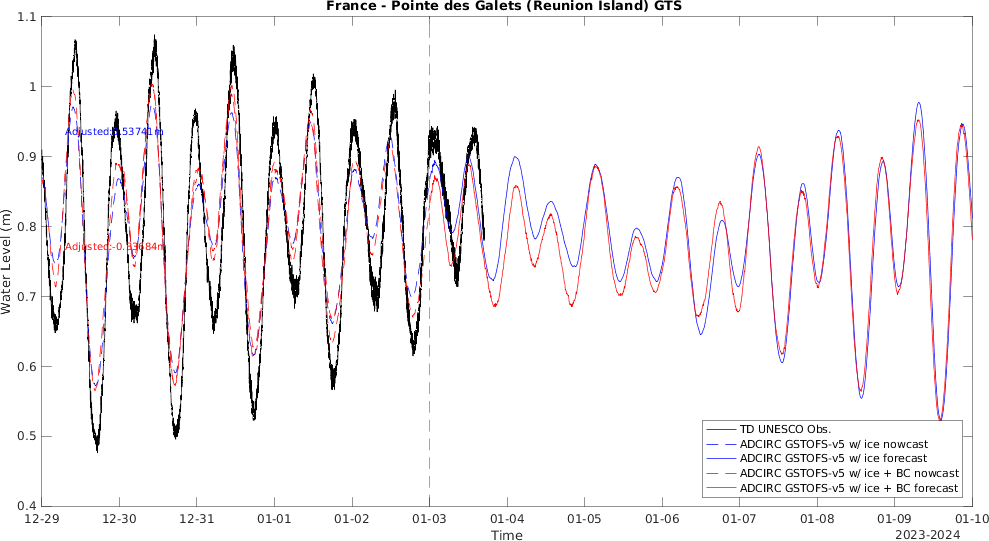 France - Pointe des Galets (Reunion Island) GTS
Water Level (m)
1.1
1
0.9
0.8
0.7
0.6
0.5
0.4
Adjusted:
Adjusted:-0.53684m
TD UNESCO Obs.
ADCIRC GSTOFS-v5 w/ ice nowcast
ADCIRC GSTOFS-v5 w/ ice forecast
ADCIRC GSTOFS-v5 w/ ice + BC nowcast
ADCIRC GSTOFS-v5 w/ ice + BC forecast
12-29
12-30
12-31
01-01
01-02
01-03
01-04
01-05
01-06
01-07
01-08
01-09
01-10
Time
2023-2024